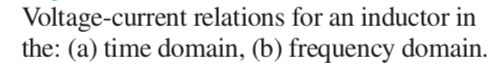 Voltage-current relations for an inductor in
the: (a) time domain, (b) frequency domain.